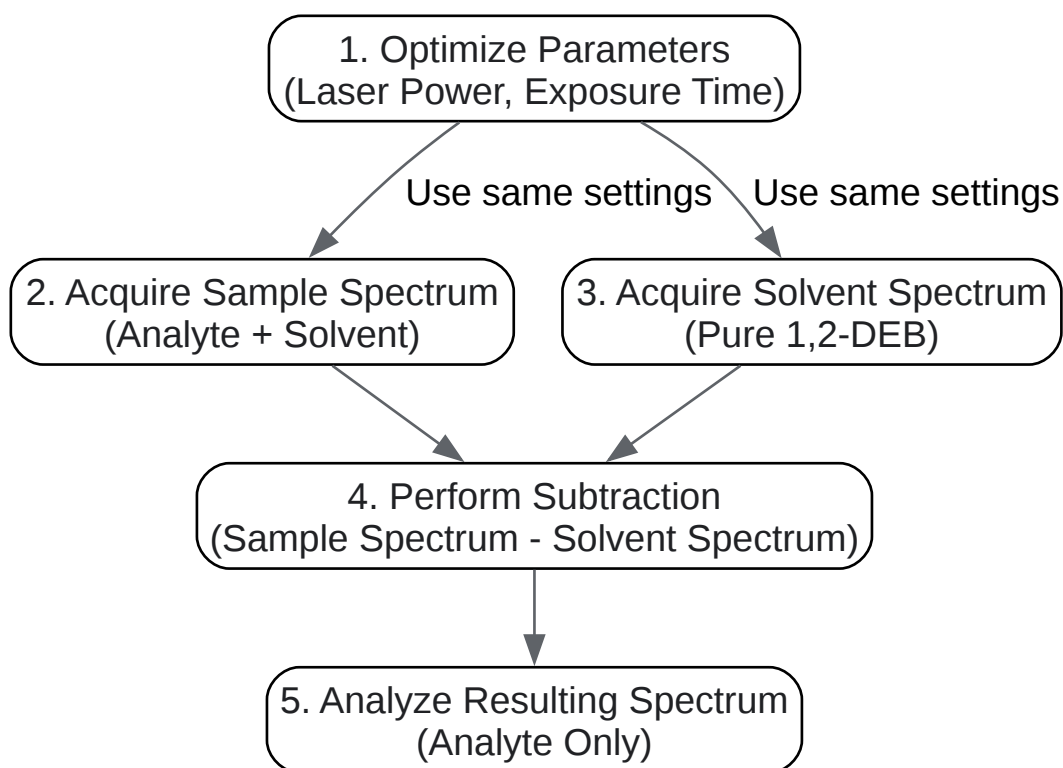 1. Optimize Parameters
(Laser Power, Exposure Time)
Use same settings
Use same settings
2. Acquire Sample Spectrum
(Analyte + Solvent)
3. Acquire Solvent Spectrum
(Pure 1,2-DEB)
4. Perform Subtraction
(Sample Spectrum - Solvent Spectrum)
5. Analyze Resulting Spectrum
(Analyte Only)